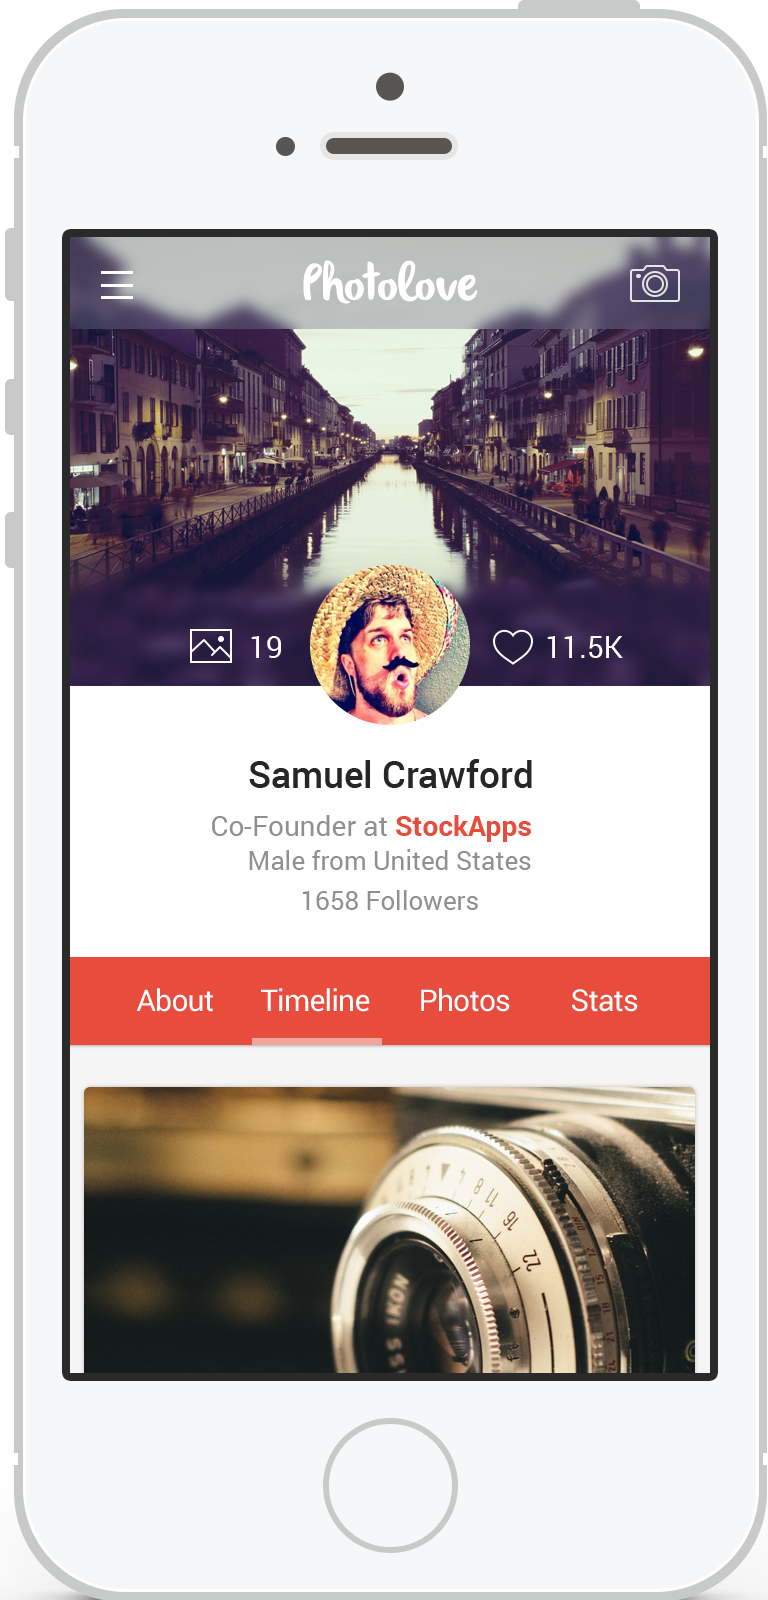 Photolove
19
11.5K
Samuel Crawford
Co-Founder at StockApps
Male from United States
1658 Followers
About Timeline Photos Stats
4 8 11 16 22
IKON